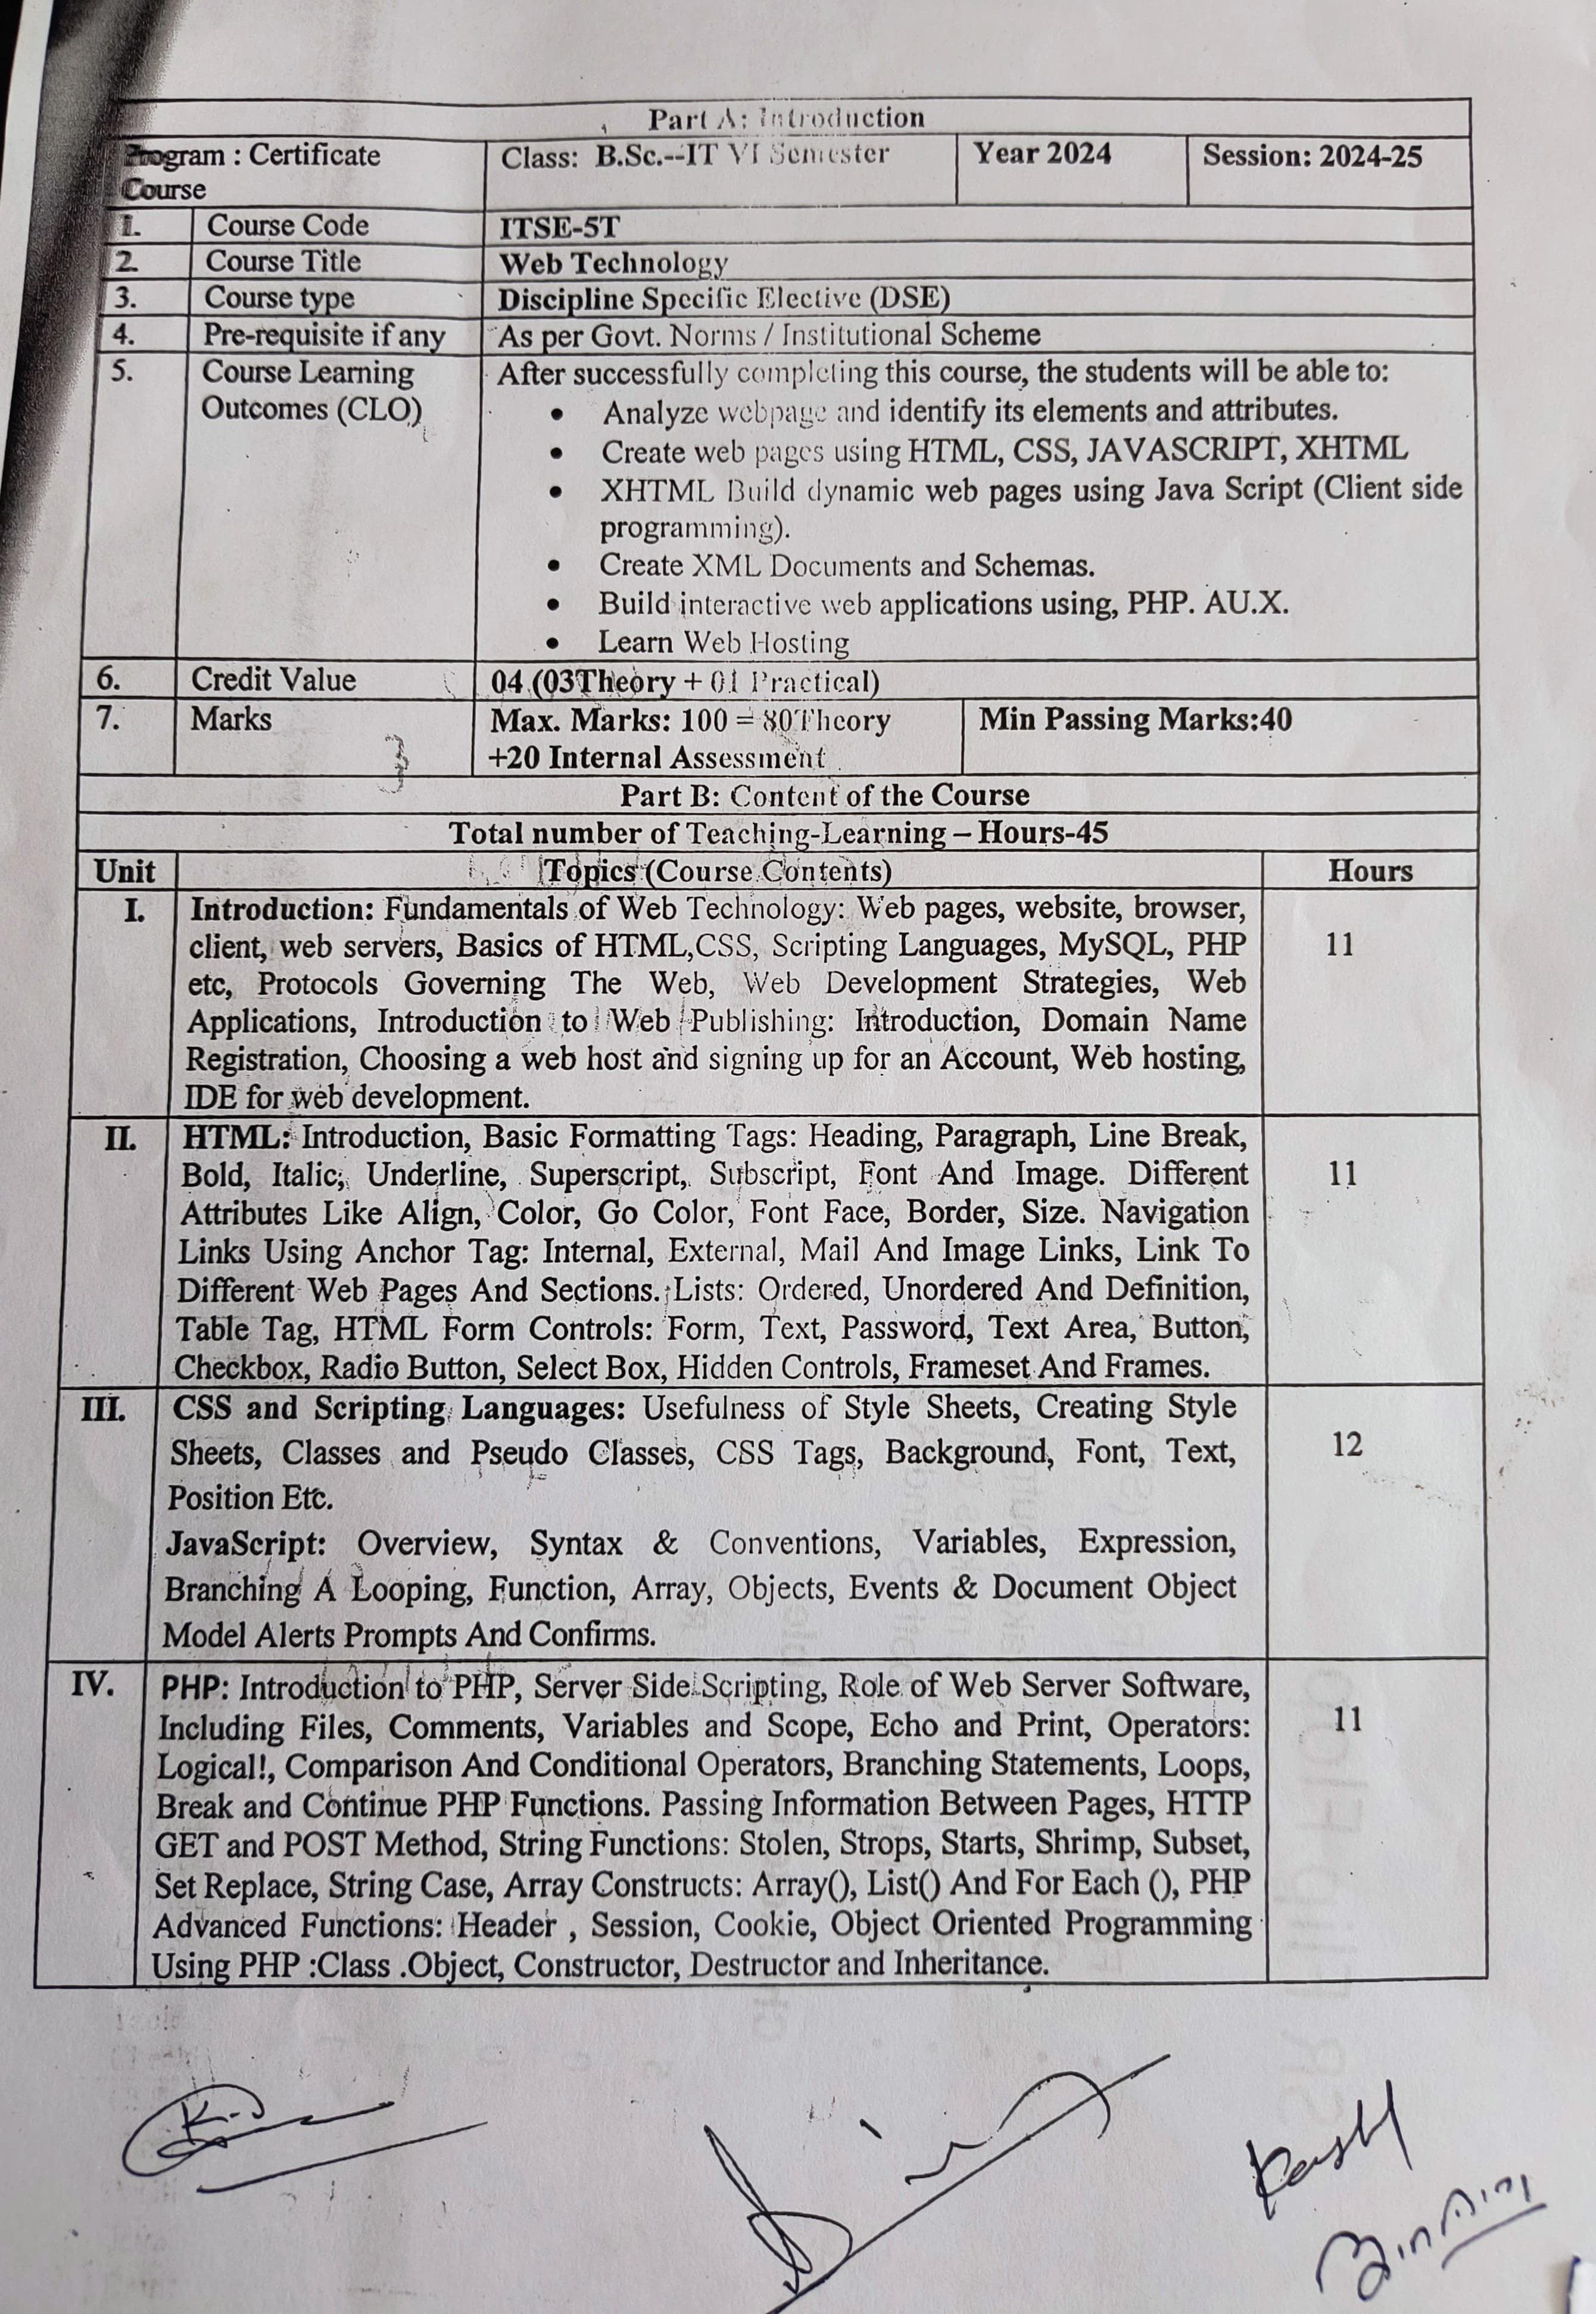 Part A: Introduction
Program : Certificate Course
Class: B.Sc.--IT VI Semester
Year 2024
Session: 2024-25
1. Course Code ITSE-5T
2. Course Title Web Technology
3. Course type Discipline Specific Elective (DSE)
4. Pre-requisite if any As per Govt. Norms / Institutional Scheme
5. Course Learning Outcomes (CLO)
After successfully completing this course, the students will be able to:
• Analyze webpage and identify its elements and attributes.
• Create web pages using HTML, CSS, JAVASCRIPT, XHTML
• XHTML Build dynamic web pages using Java Script (Client side
programming).
• Create XML Documents and Schemas.
• Build interactive web applications using, PHP. AU.X.
• Learn Web Hosting
6. Credit Value 04 (03Theory + 01 Practical)
7. Marks Max. Marks: 100 = 80Theory
+20 Internal Assessment
Min Passing Marks:40
Part B: Content of the Course
Total number of Teaching-Learning – Hours-45
Unit Topics (Course Contents) Hours
I. Introduction: Fundamentals of Web Technology: Web pages, website, browser,
client, web servers, Basics of HTML,CSS, Scripting Languages, MySQL, PHP 11
etc, Protocols Governing The Web, Web Development Strategies, Web
Applications, Introduction to Web Publishing: Introduction, Domain Name
Registration, Choosing a web host and signing up for an Account, Web hosting,
IDE for web development.
II. HTML: Introduction, Basic Formatting Tags: Heading, Paragraph, Line Break,
Bold, Italic, Underline, Superscript, Subscript, Font And Image. Different 11
Attributes Like Align, Color, Go Color, Font Face, Border, Size. Navigation
Links Using Anchor Tag: Internal, External, Mail And Image Links, Link To
Different Web Pages And Sections. Lists: Ordered, Unordered And Definition,
Table Tag, HTML Form Controls: Form, Text, Password, Text Area, Button,
Checkbox, Radio Button, Select Box, Hidden Controls, Frameset And Frames.
III. CSS and Scripting Languages: Usefulness of Style Sheets, Creating Style
Sheets, Classes and Pseudo Classes, CSS Tags, Background, Font, Text, 12
Position Etc.
JavaScript: Overview, Syntax & Conventions, Variables, Expression,
Branching A Looping, Function, Array, Objects, Events & Document Object
Model Alerts Prompts And Confirms.
IV. PHP: Introduction to PHP, Server Side Scripting, Role of Web Server Software,
Including Files, Comments, Variables and Scope, Echo and Print, Operators: 11
Logical!, Comparison And Conditional Operators, Branching Statements, Loops,
Break and Continue PHP Functions. Passing Information Between Pages, HTTP
GET and POST Method, String Functions: Stolen, Strops, Starts, Shrimp, Subset,
Set Replace, String Case, Array Constructs: Array(), List() And For Each (), PHP
Advanced Functions: Header , Session, Cookie, Object Oriented Programming
Using PHP :Class .Object, Constructor, Destructor and Inheritance.